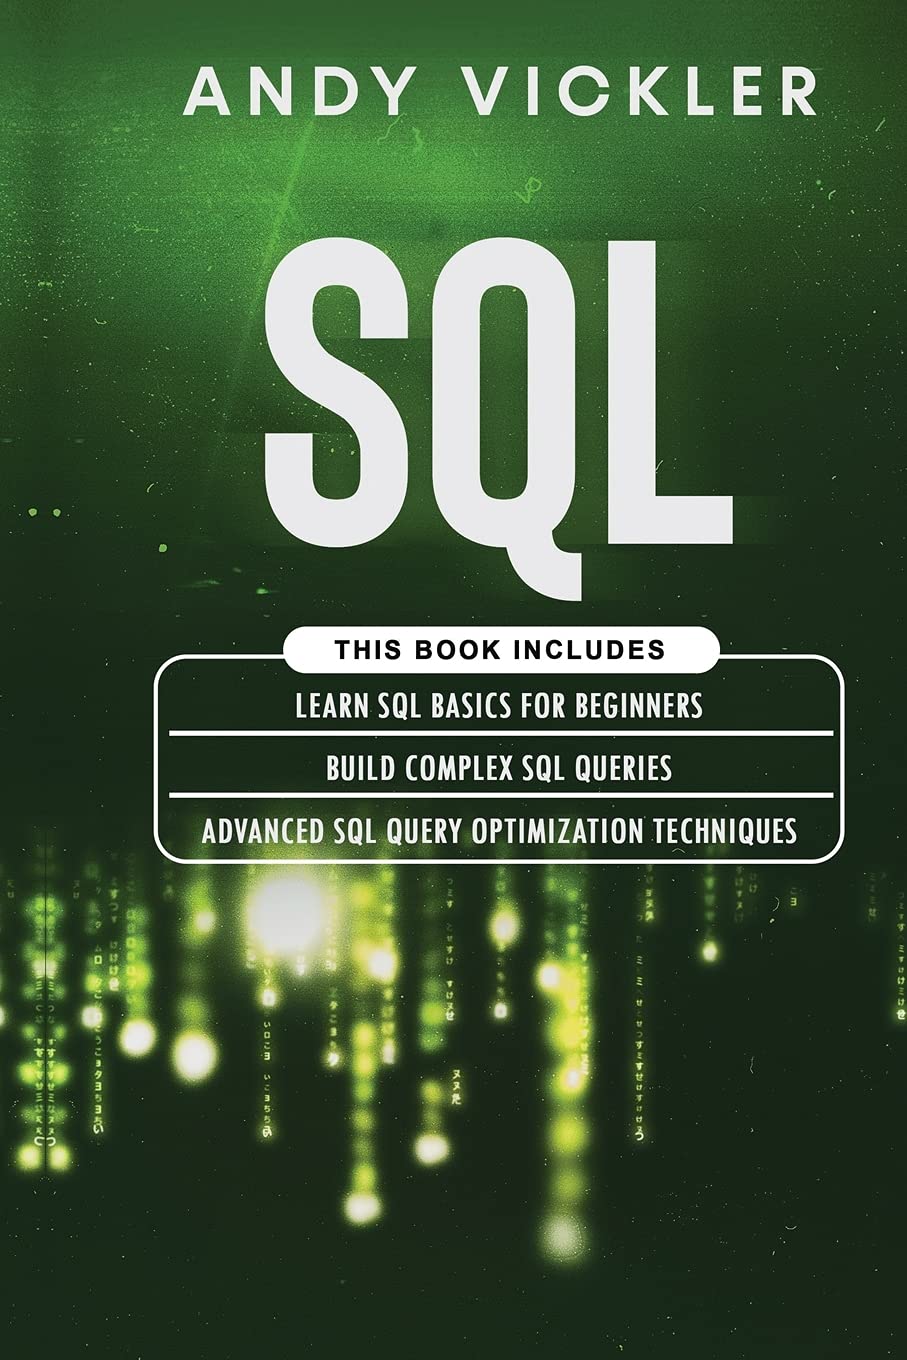 ANDY VICKLER
SQL
THIS BOOK INCLUDES
LEARN SQL BASICS FOR BEGINNERS
BUILD COMPLEX SQL QUERIES
ADVANCED SQL QUERY OPTIMIZATION TECHNIQUES